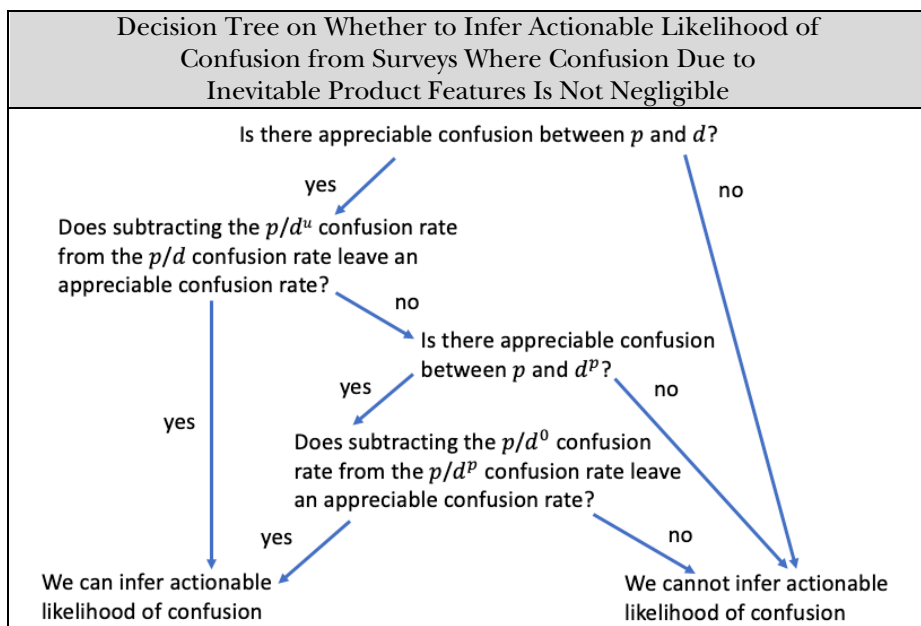 Decision Tree on Whether to Infer Actionable Likelihood of
Confusion from Surveys Where Confusion Due to
Inevitable Product Features Is Not Negligible
Is there appreciable confusion between p and d?
yes
no
Does subtracting the p/dᵘ confusion rate
from the p/d confusion rate leave an
appreciable confusion rate?
no
Is there appreciable confusion
between p and dᵖ?
yes
yes
no
Does subtracting the p/d⁰ confusion
rate from the p/dᵖ confusion rate leave
an appreciable confusion rate?
yes
no
We can infer actionable
likelihood of confusion
We cannot infer actionable
likelihood of confusion